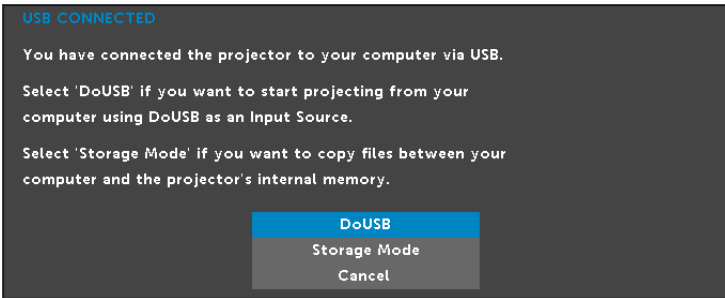 USB CONNECTED
You have connected the projector to your computer via USB.
Select 'DoUSB' if you want to start projecting from your
computer using DoUSB as an Input Source.
Select 'Storage Mode' if you want to copy files between your
computer and the projector's internal memory.
DoUSB
Storage Mode
Cancel